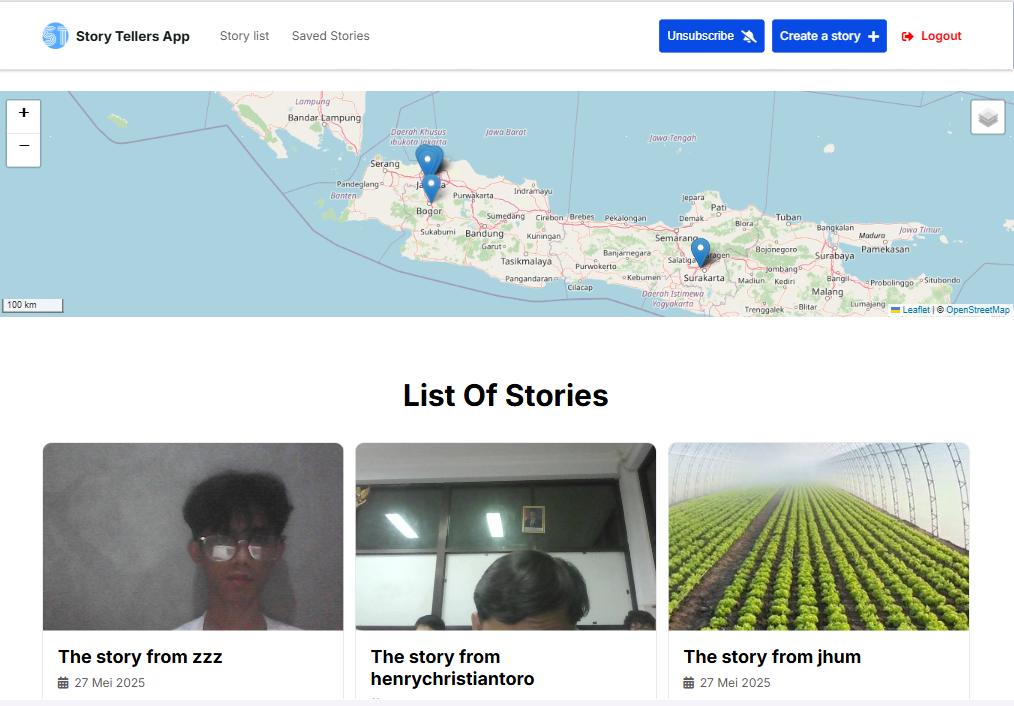 ST Story Tellers App
Story list
Saved Stories
Unsubscribe
Create a story +
Logout
+
−
Lampung
Bandar Lampung
Daerah Khusus
Ibukota Jakarta
Jawa Barat
Jawa Tengah
Serang
Pandeglang
Banten
Bogor
Purwakarta
Indramayu
Sukabumi
Bandung
Sumedang
Cirebon
Brebes
Pekalongan
Garut
Kuningan
Tasikmalaya
Pangandaran
Banjarnegara
Purwokerto
Kebumen
Cilacap
Jepara
Pati
Demak
Semarang
Salatiga
Surakarta
Daerah Istimewa
Yogyakarta
Blora
Tuban
Bojonegoro
Madiun
Kediri
Jombang
Trenggalek
Blitar
Malang
Lumajang
Bangil
Probolinggo
Situbondo
Surabaya
Bangkalan
Madura
Pamekasan
Jawa Timur
100 km
Leaflet | © OpenStreetMap
List Of Stories
The story from zzz
27 Mei 2025
The story from
henrychristiantoro
The story from jhum
27 Mei 2025